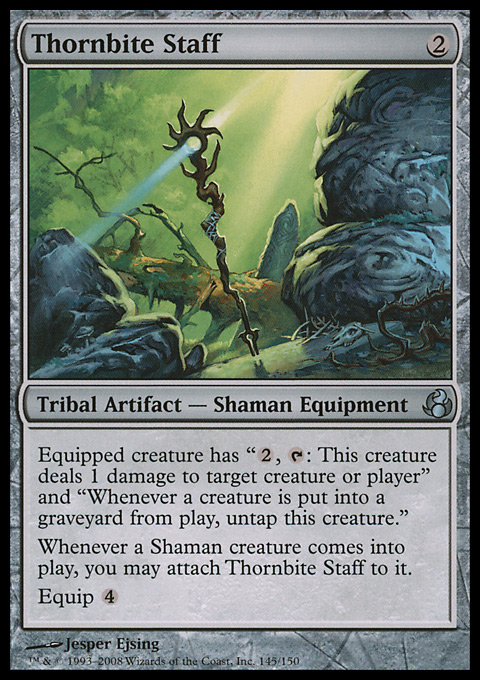 Thornbite Staff 2
Tribal Artifact — Shaman Equipment
Equipped creature has “2, T: This creature
deals 1 damage to target creature or player”
and “Whenever a creature is put into a
graveyard from play, untap this creature.”
Whenever a Shaman creature comes into
play, you may attach Thornbite Staff to it.
Equip 4
Jesper Ejsing
™ & © 1993–2008 Wizards of the Coast, Inc. 145/150